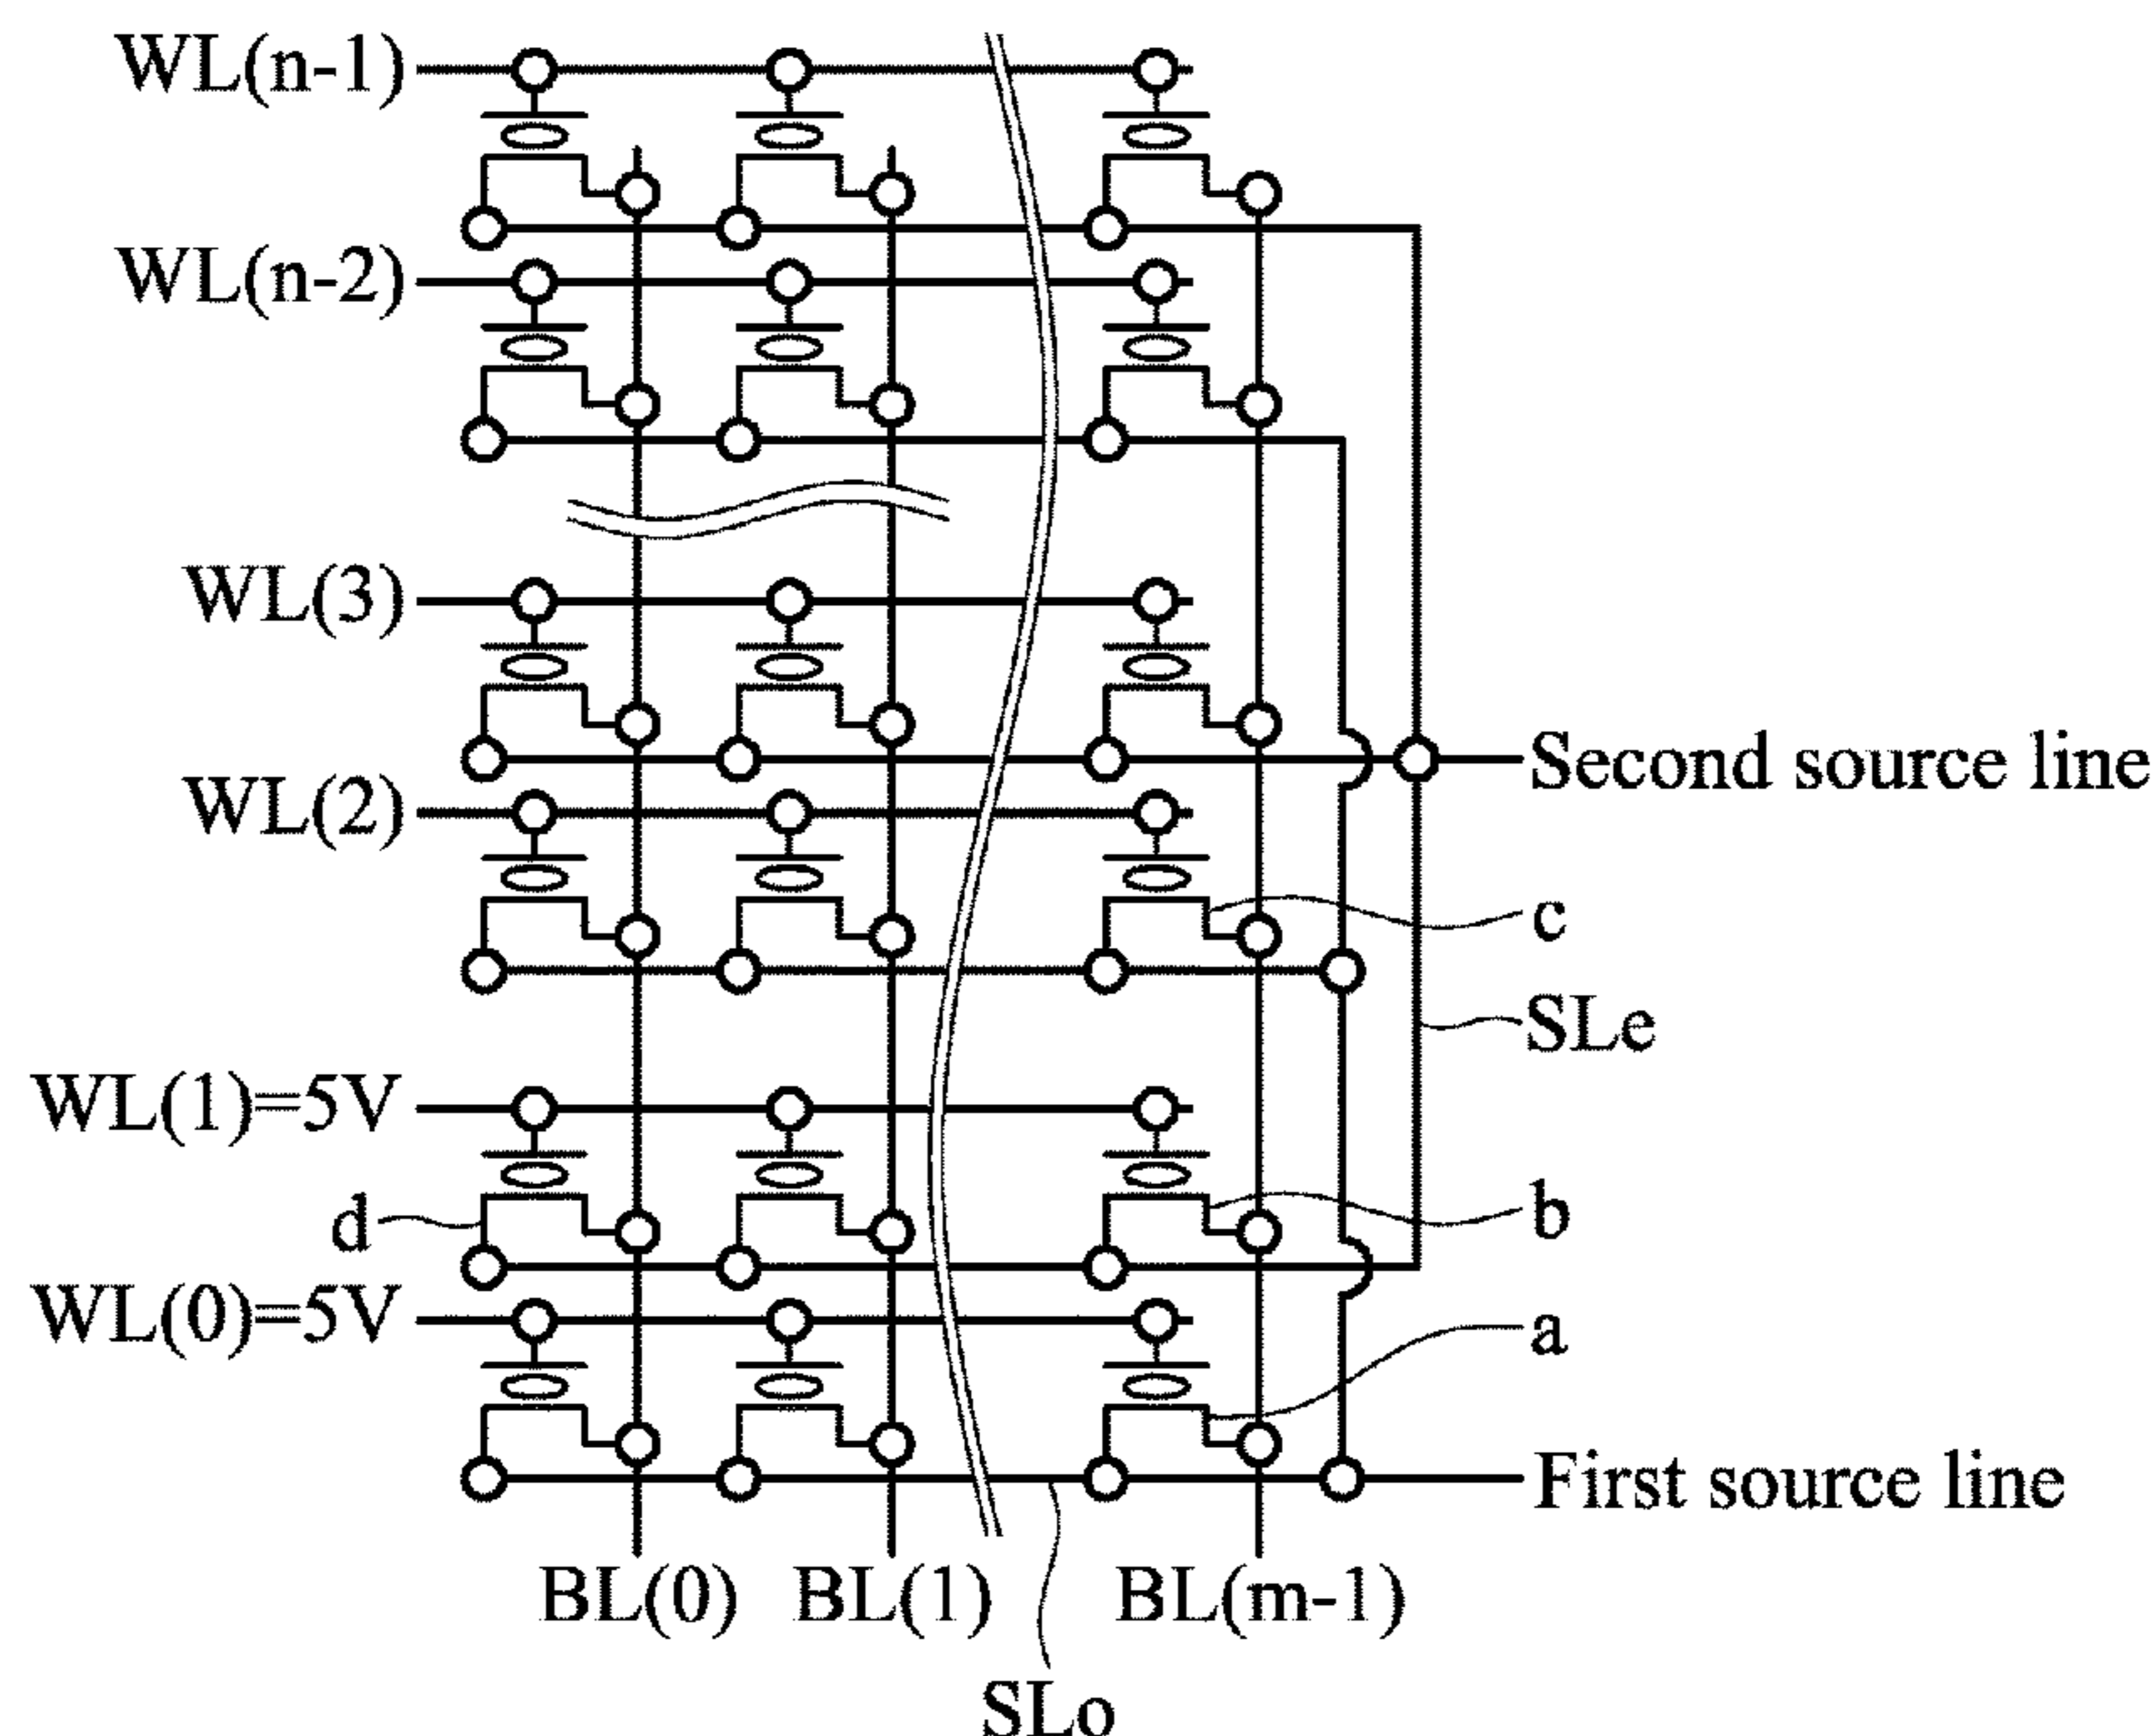 WL(n-1)
WL(n-2)
WL(3)
Second source line
WL(2)
c
SLe
WL(1)=5V
d
b
WL(0)=5V
a
First source line
BL(0) BL(1) BL(m-1)
SLo